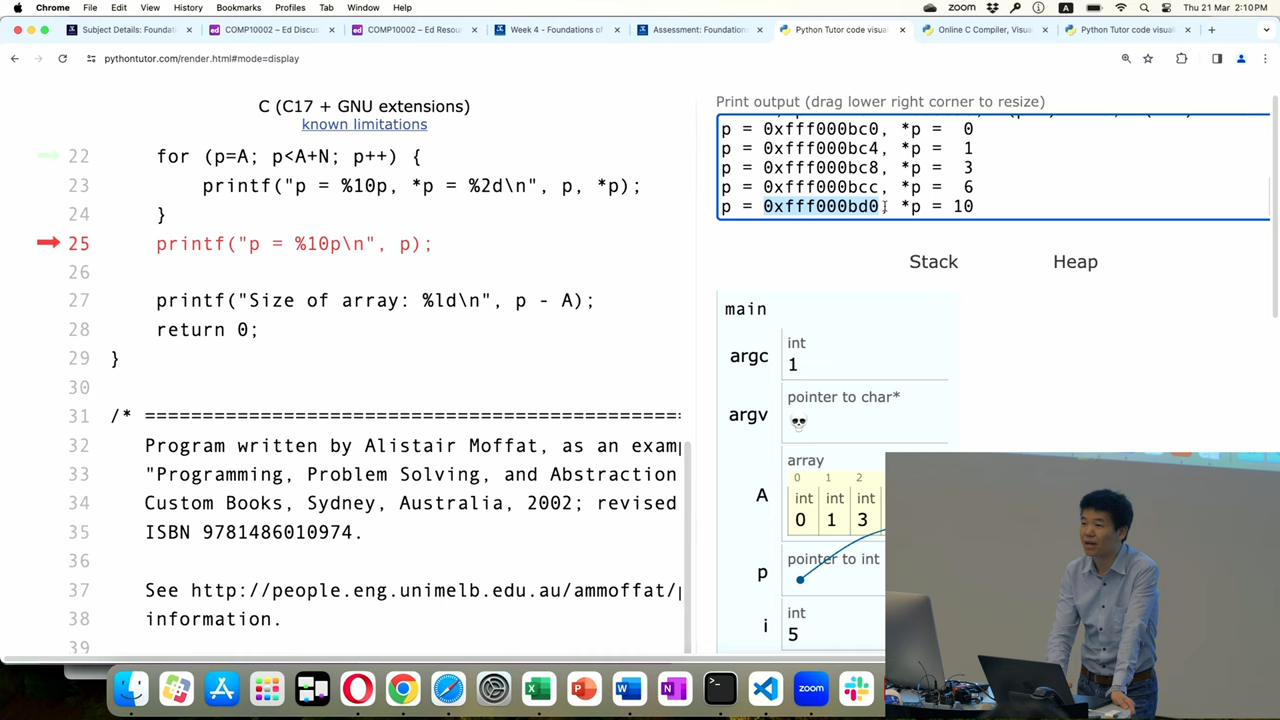 Chrome File Edit View History Bookmarks Profiles Tab Window Help zoom A Thu 21 Mar 2:10 PM
Subject Details: Foundati COMP10002 – Ed Discus COMP10002 – Ed Resou Week 4 - Foundations of Assessment: Foundations Python Tutor code visual Online C Compiler, Visua Python Tutor code visual
pythontutor.com/render.html#mode=display
C (C17 + GNU extensions)
known limitations
22 for (p=A; p<A+N; p++) {
23 printf("p = %10p, *p = %2d\n", p, *p);
24 }
25 printf("p = %10p\n", p);
26
27 printf("Size of array: %ld\n", p - A);
28 return 0;
29 }
30
31 /* ===============================================
32 Program written by Alistair Moffat, as an exam
33 "Programming, Problem Solving, and Abstraction
34 Custom Books, Sydney, Australia, 2002; revised
35 ISBN 9781486010974.
36
37 See http://people.eng.unimelb.edu.au/ammoffat/p
38 information.
39
Print output (drag lower right corner to resize)
p = 0xfff000bc0, *p = 0
p = 0xfff000bc4, *p = 1
p = 0xfff000bc8, *p = 3
p = 0xfff000bcc, *p = 6
p = 0xfff000bd0, *p = 10
Stack Heap
main
argc int 1
argv pointer to char*
A array
0 1 2
int int int
0 1 3
p pointer to int
i int 5
zoom